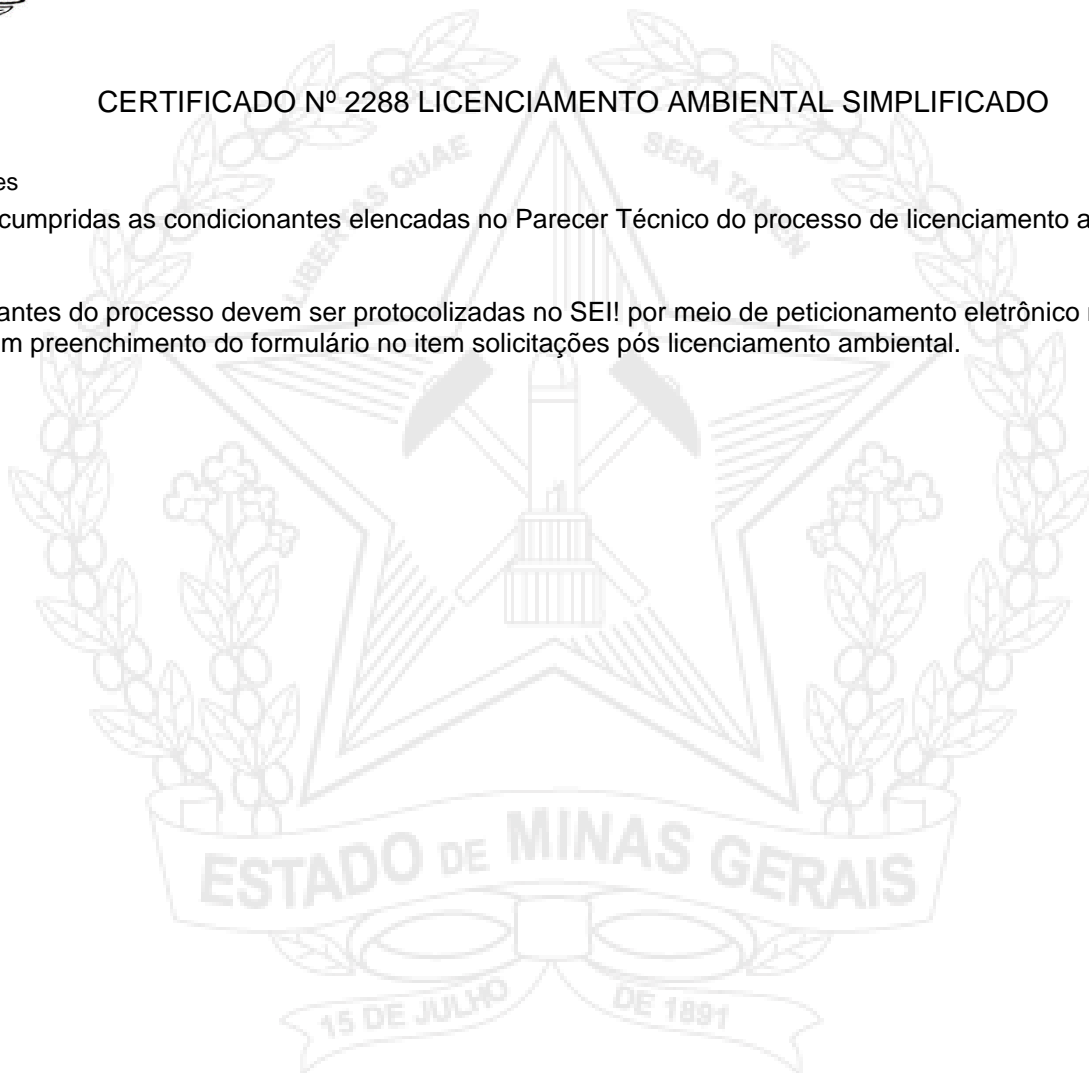 CERTIFICADO Nº 2288 LICENCIAMENTO AMBIENTAL SIMPLIFICADO
es
cumpridas as condicionantes elencadas no Parecer Técnico do processo de licenciamento a
antes do processo devem ser protocolizadas no SEI! por meio de peticionamento eletrônico
m preenchimento do formulário no item solicitações pós licenciamento ambiental.
LIBERTAS QUAE SERA TAMEN
ESTADO DE MINAS GERAIS
15 DE JULHO DE 1891